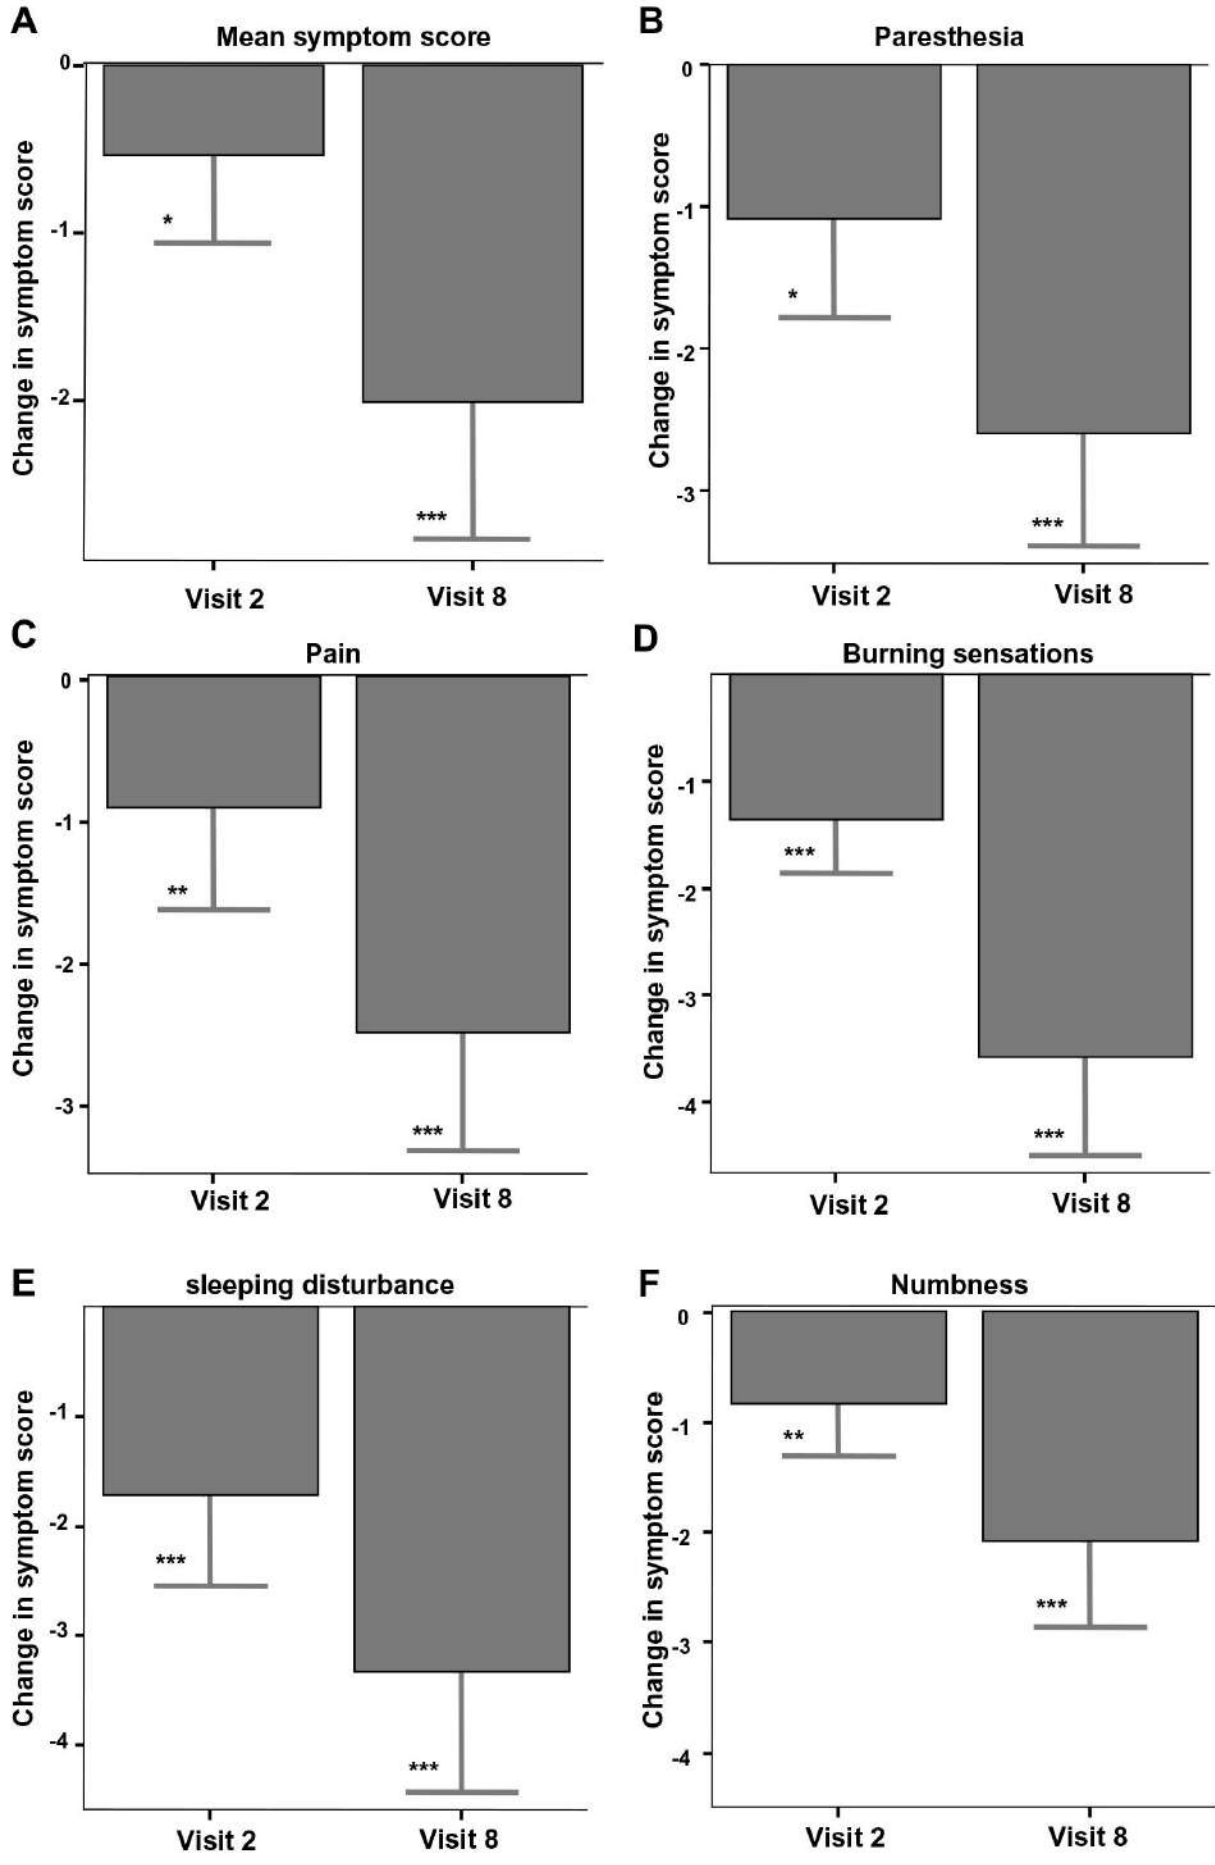 A
Mean symptom score
Change in symptom score
0
-1
-2
*
***
Visit 2
Visit 8
B
Paresthesia
Change in symptom score
0
-1
-2
-3
*
***
Visit 2
Visit 8
C
Pain
Change in symptom score
0
-1
-2
-3
**
***
Visit 2
Visit 8
D
Burning sensations
Change in symptom score
-1
-2
-3
-4
***
***
Visit 2
Visit 8
E
sleeping disturbance
Change in symptom score
-1
-2
-3
-4
***
***
Visit 2
Visit 8
F
Numbness
Change in symptom score
0
-1
-2
-3
-4
**
***
Visit 2
Visit 8